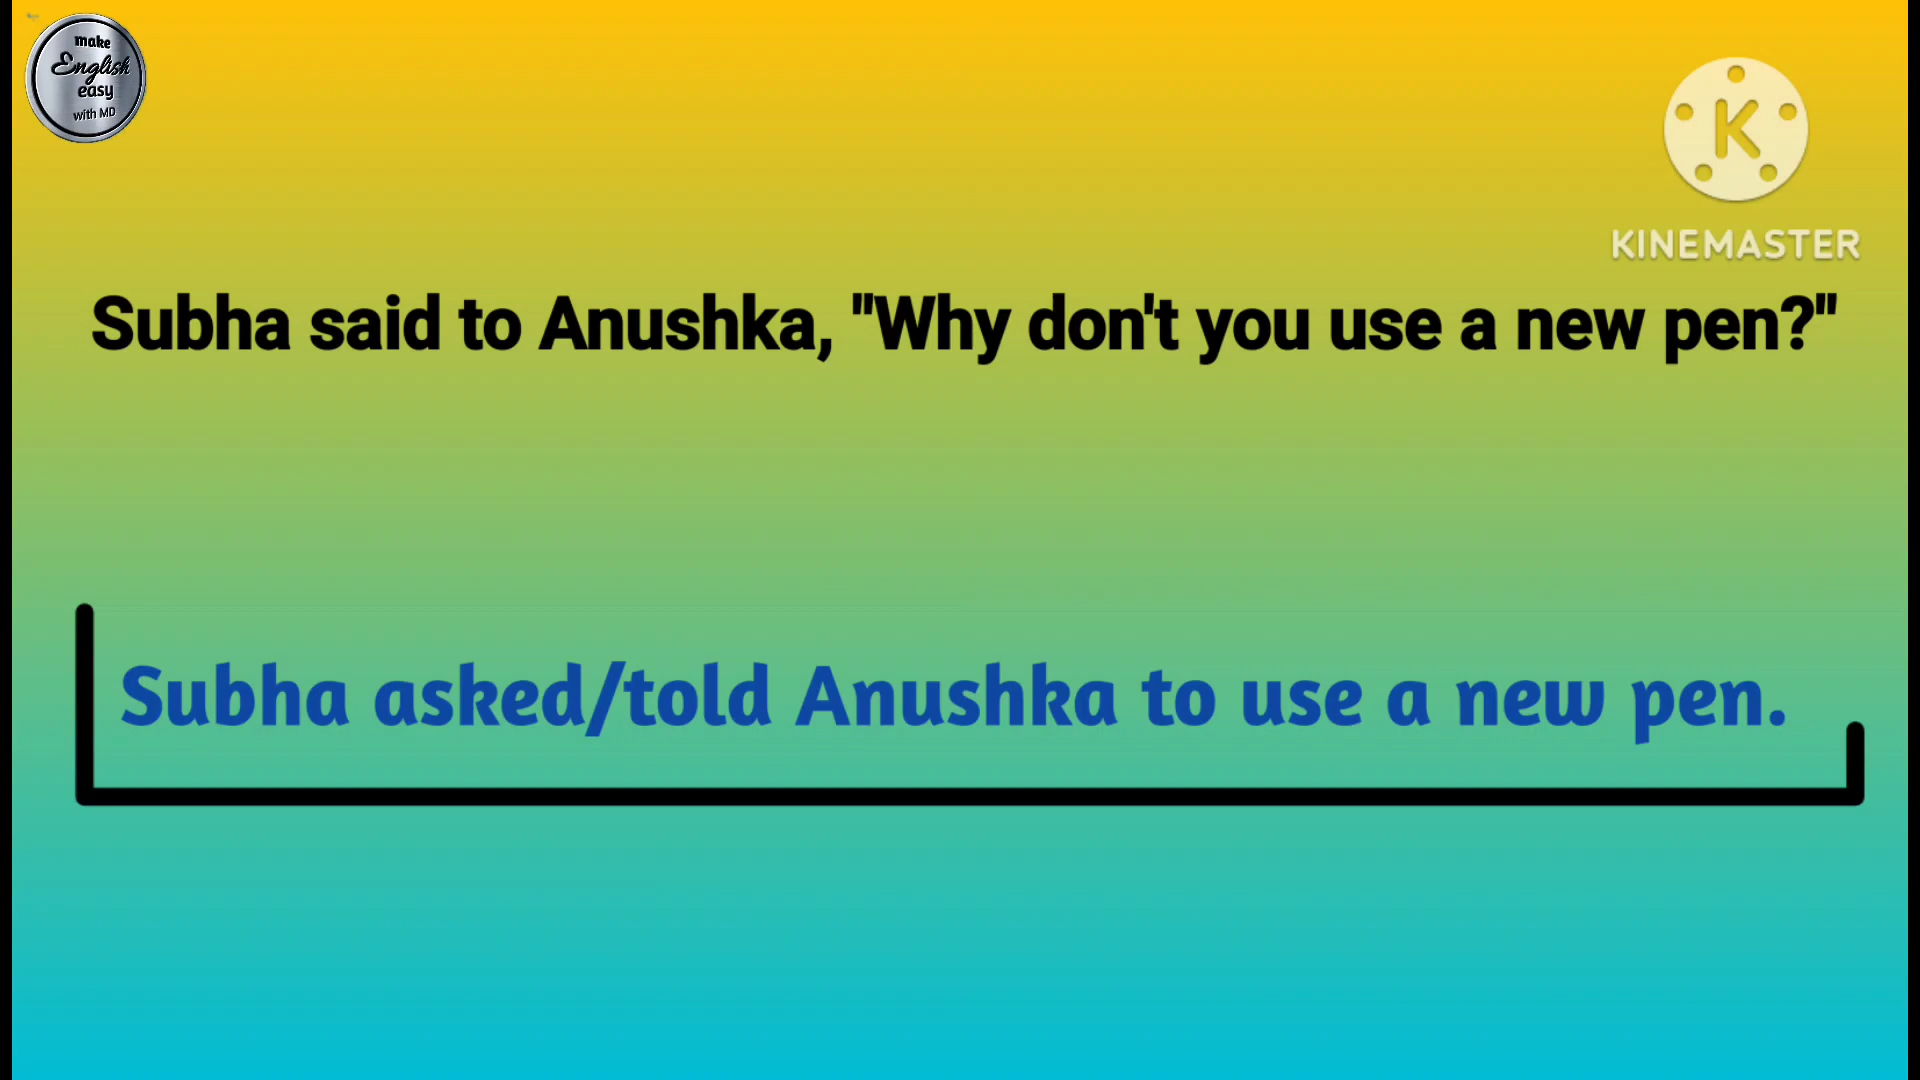 make
English
easy
with MD
K
KINEMASTER
Subha said to Anushka, "Why don't you use a new pen?"
Subha asked/told Anushka to use a new pen.